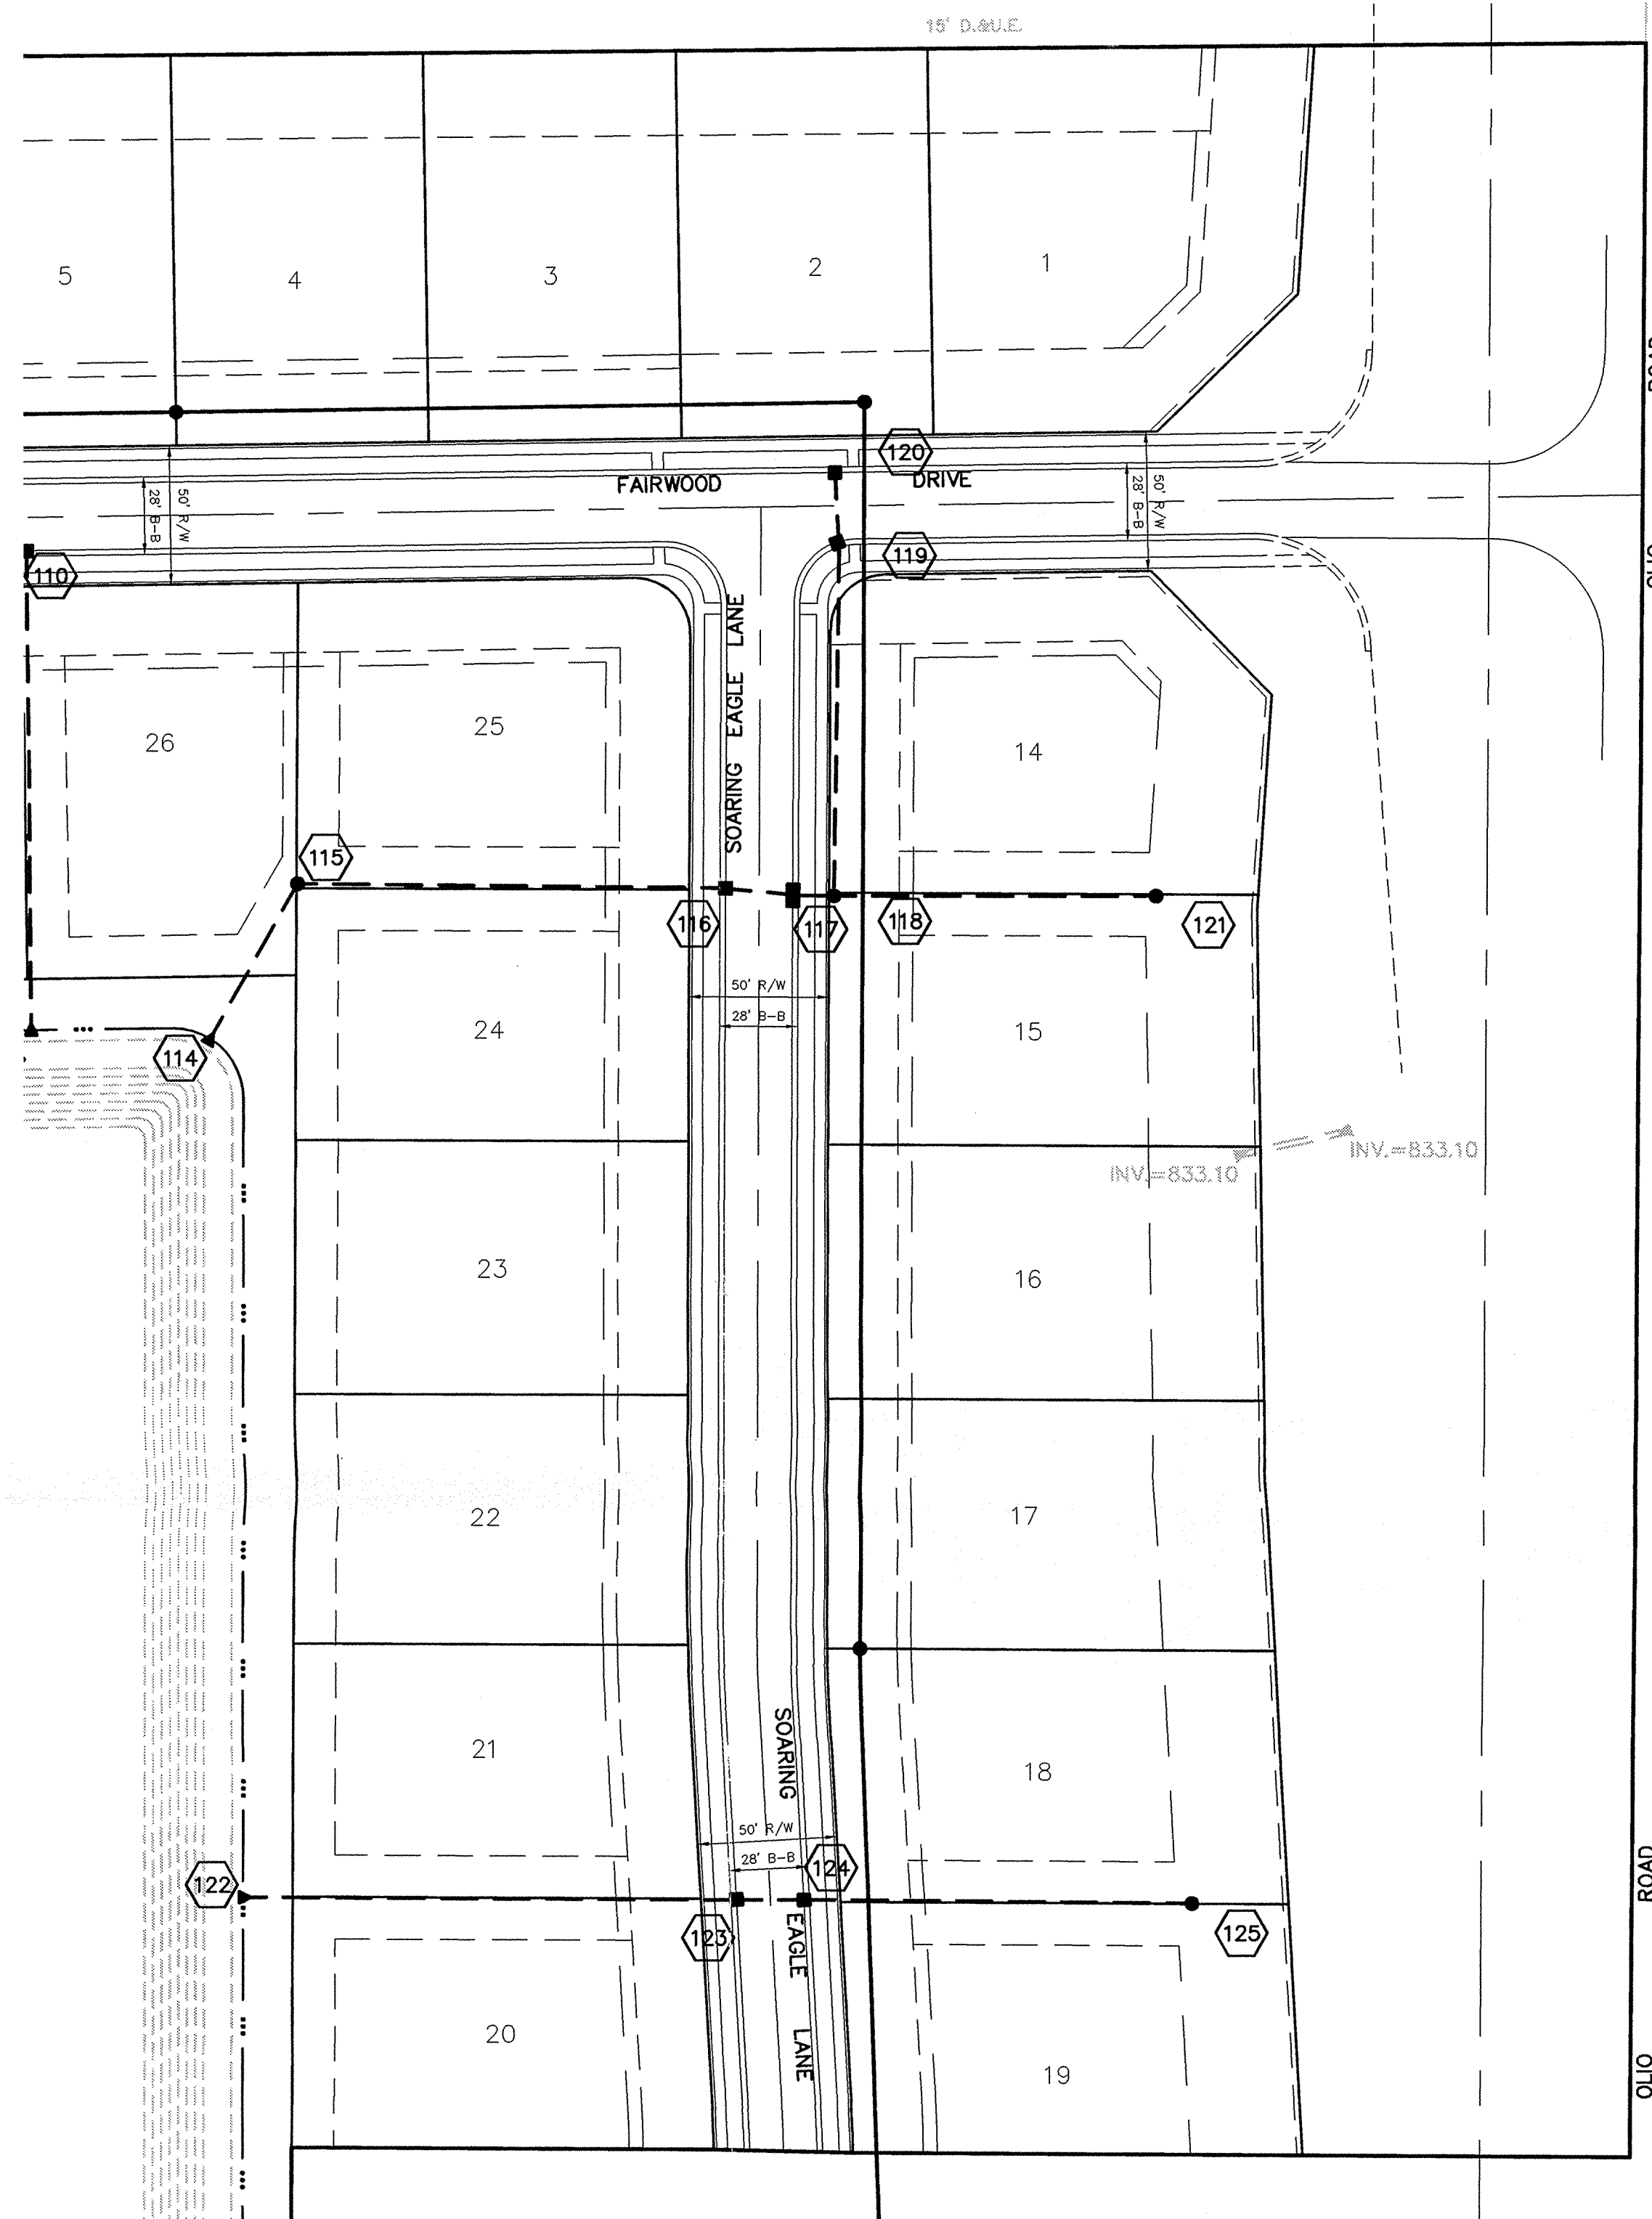 15' D.&U.E.
5
4
3
2
1
120
FAIRWOOD
DRIVE
28' B-B
50' R/W
28' B-B
50' R/W
110
119
SOARING EAGLE LANE
26
25
14
115
116
117
118
121
50' R/W
28' B-B
24
15
114
INV.=833.10
INV.=833.10
23
16
22
17
21
SOARING
18
50' R/W
28' B-B
124
122
123
EAGLE
125
ROAD
20
LANE
19
OLIO